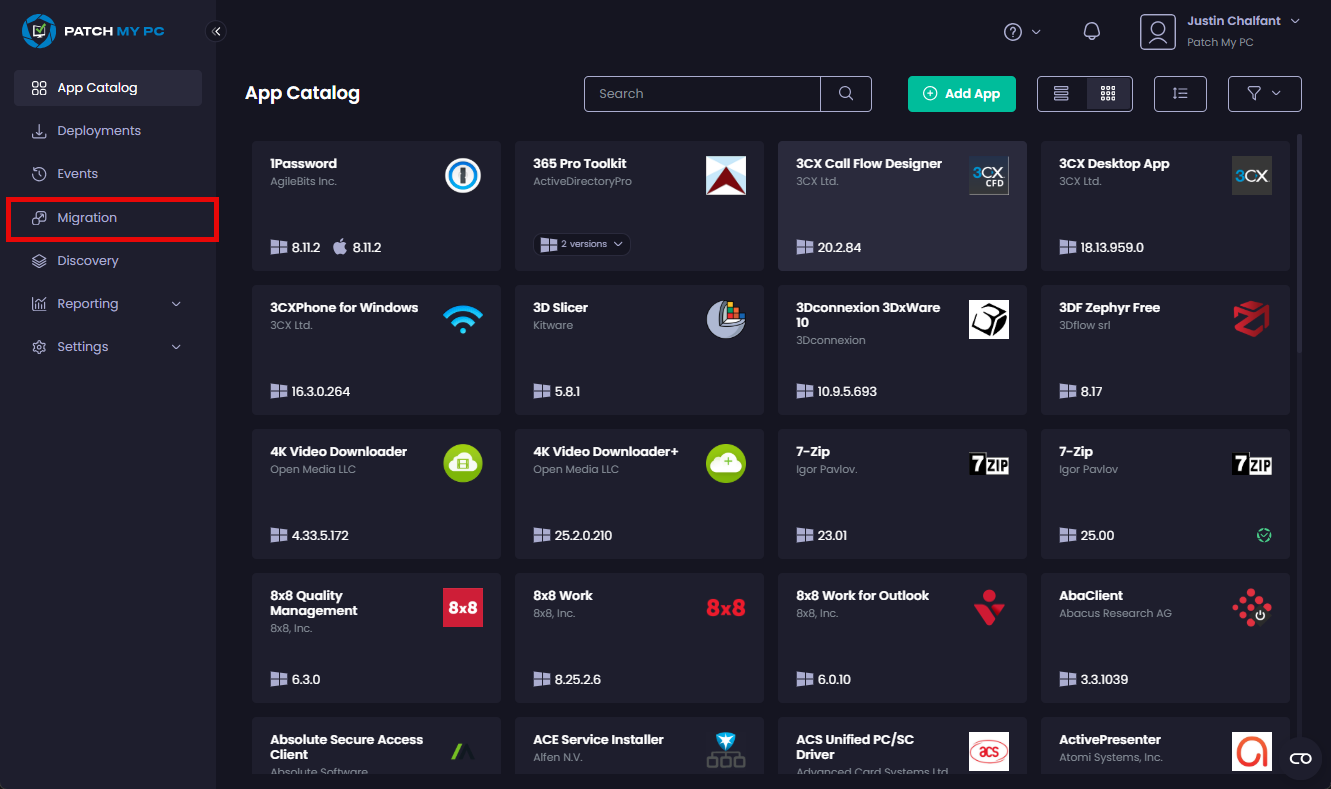 PATCH MY PC
Justin Chalfant
Patch My PC
App Catalog
Deployments
Events
Migration
Discovery
Reporting
Settings
App Catalog
Search
Add App
1Password
AgileBits Inc.
8.11.2
8.11.2
365 Pro Toolkit
ActiveDirectoryPro
2 versions
3CX Call Flow Designer
3CX Ltd.
3CX
CFD
20.2.84
3CX Desktop App
3CX Ltd.
3CX
18.13.959.0
3CXPhone for Windows
3CX Ltd.
16.3.0.264
3D Slicer
Kitware
5.8.1
3Dconnexion 3DxWare
10
3Dconnexion
10.9.5.693
3DF Zephyr Free
3Dflow srl
8.17
4K Video Downloader
Open Media LLC
4.33.5.172
4K Video Downloader+
Open Media LLC
25.2.0.210
7-Zip
Igor Pavlov.
7ZIP
23.01
7-Zip
Igor Pavlov
7ZIP
25.00
8x8 Quality
Management
8x8, Inc.
8x8
6.3.0
8x8 Work
8x8, Inc.
8x8
8.25.2.6
8x8 Work for Outlook
8x8, Inc.
6.0.10
AbaClient
Abacus Research AG
3.3.1039
Absolute Secure Access
Client
Absolute Software
ACE Service Installer
Alfen N.V.
ACS Unified PC/SC
Driver
Advanced Card Systems Ltd
acs
ActivePresenter
Atomi Systems, Inc.